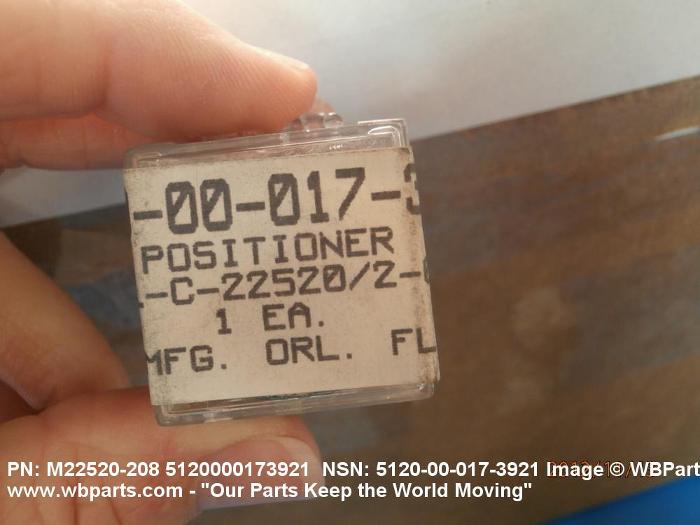 -00-017-3
POSITIONER
-C-22520/2-
1 EA.
MFG. ORL. FL
PN: M22520-208 5120000173921 NSN: 5120-00-017-3921 Image © WBPart
www.wbparts.com - "Our Parts Keep the World Moving"